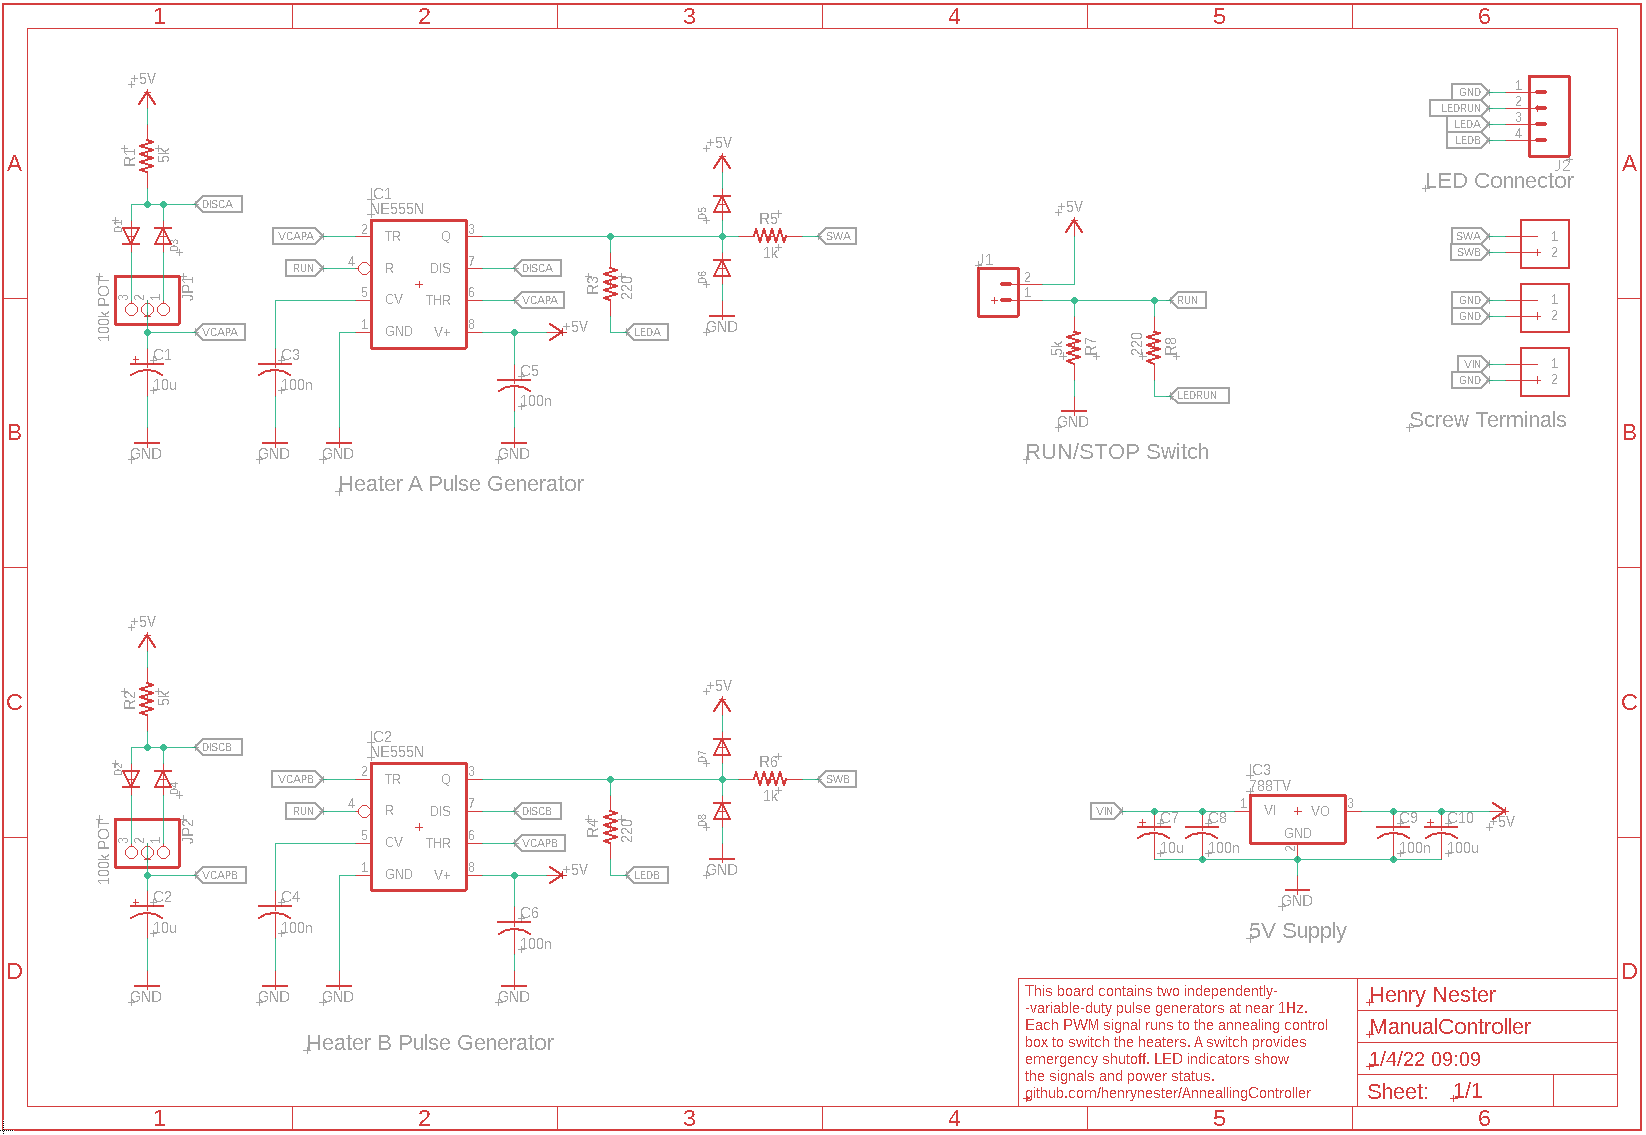 1 2 3 4 5 6
A
B
C
D
A
B
C
D
1 2 3 4 5 6
+5V
R1
5k
DISCA
D1
D3
100k POT
3 2 1
JP1
VCAPA
C1
10u
GND
IC1
NE555N
VCAPA 2 TR Q 3
RUN 4 R DIS 7 DISCA
5 CV THR 6 VCAPA
1 GND V+ 8 +5V
C3
100n
GND
GND
C5
100n
GND
R3
220
LEDA
+5V
D5
D6
GND
R5
1k
SWA
Heater A Pulse Generator
+5V
J1
2
1
RUN
5k
R7
220
R8
LEDRUN
GND
RUN/STOP Switch
GND 1
LEDRUN 2
LEDA 3
LEDB 4
J2
LED Connector
SWA 1
SWB 2
GND 1
GND 2
VIN 1
GND 2
Screw Terminals
+5V
R2
5k
DISCB
D2
D4
100k POT
3 2 1
JP2
VCAPB
C2
10u
GND
IC2
NE555N
VCAPB 2 TR Q 3
RUN 4 R DIS 7 DISCB
5 CV THR 6 VCAPB
1 GND V+ 8 +5V
C4
100n
GND
GND
C6
100n
GND
R4
220
LEDB
+5V
D7
D8
GND
R6
1k
SWB
Heater B Pulse Generator
IC3
788TV
VIN 1 VI VO 3 +5V
GND
2
C7
10u
C8
100n
C9
100n
C10
100u
GND
5V Supply
This board contains two independently-
-variable-duty pulse generators at near 1Hz.
Each PWM signal runs to the annealing control
box to switch the heaters. A switch provides
emergency shutoff. LED indicators show
the signals and power status.
github.com/henrynester/AnneallingController
Henry Nester
ManualController
1/4/22 09:09
Sheet: 1/1